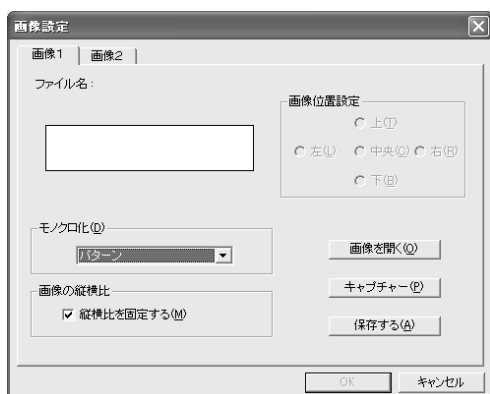 画像設定
画像1 画像2
ファイル名：
画像位置設定
上(T)
左(L) 中央(C) 右(R)
下(B)
モノクロ化(D)
パターン
画像を開く(O)
画像の縦横比
キャプチャー(P)
縦横比を固定する(M)
保存する(A)
OK キャンセル